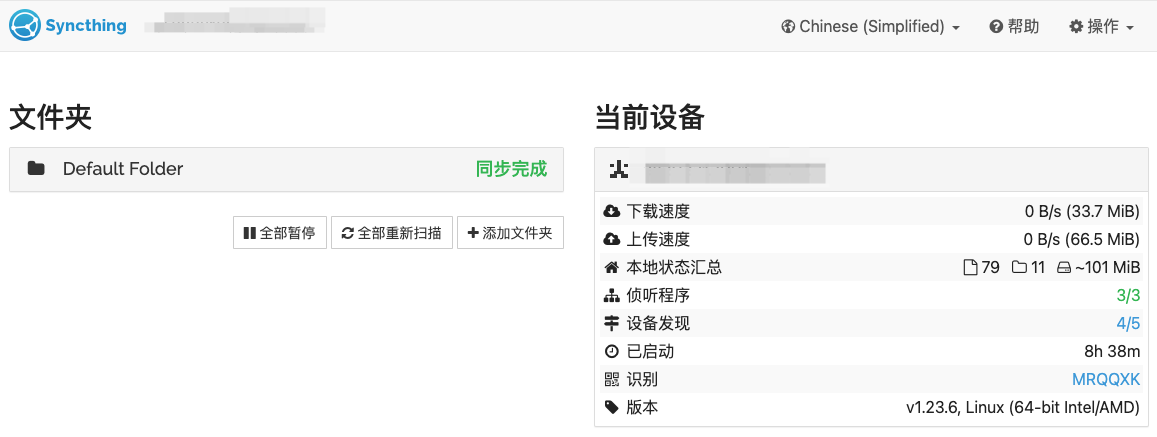 Syncthing
Chinese (Simplified)
帮助
操作
文件夹
Default Folder
同步完成
全部暂停
全部重新扫描
添加文件夹
当前设备
下载速度
0 B/s (33.7 MiB)
上传速度
0 B/s (66.5 MiB)
本地状态汇总
79
11
~101 MiB
侦听程序
3/3
设备发现
4/5
已启动
8h 38m
识别
MRQQXK
版本
v1.23.6, Linux (64-bit Intel/AMD)